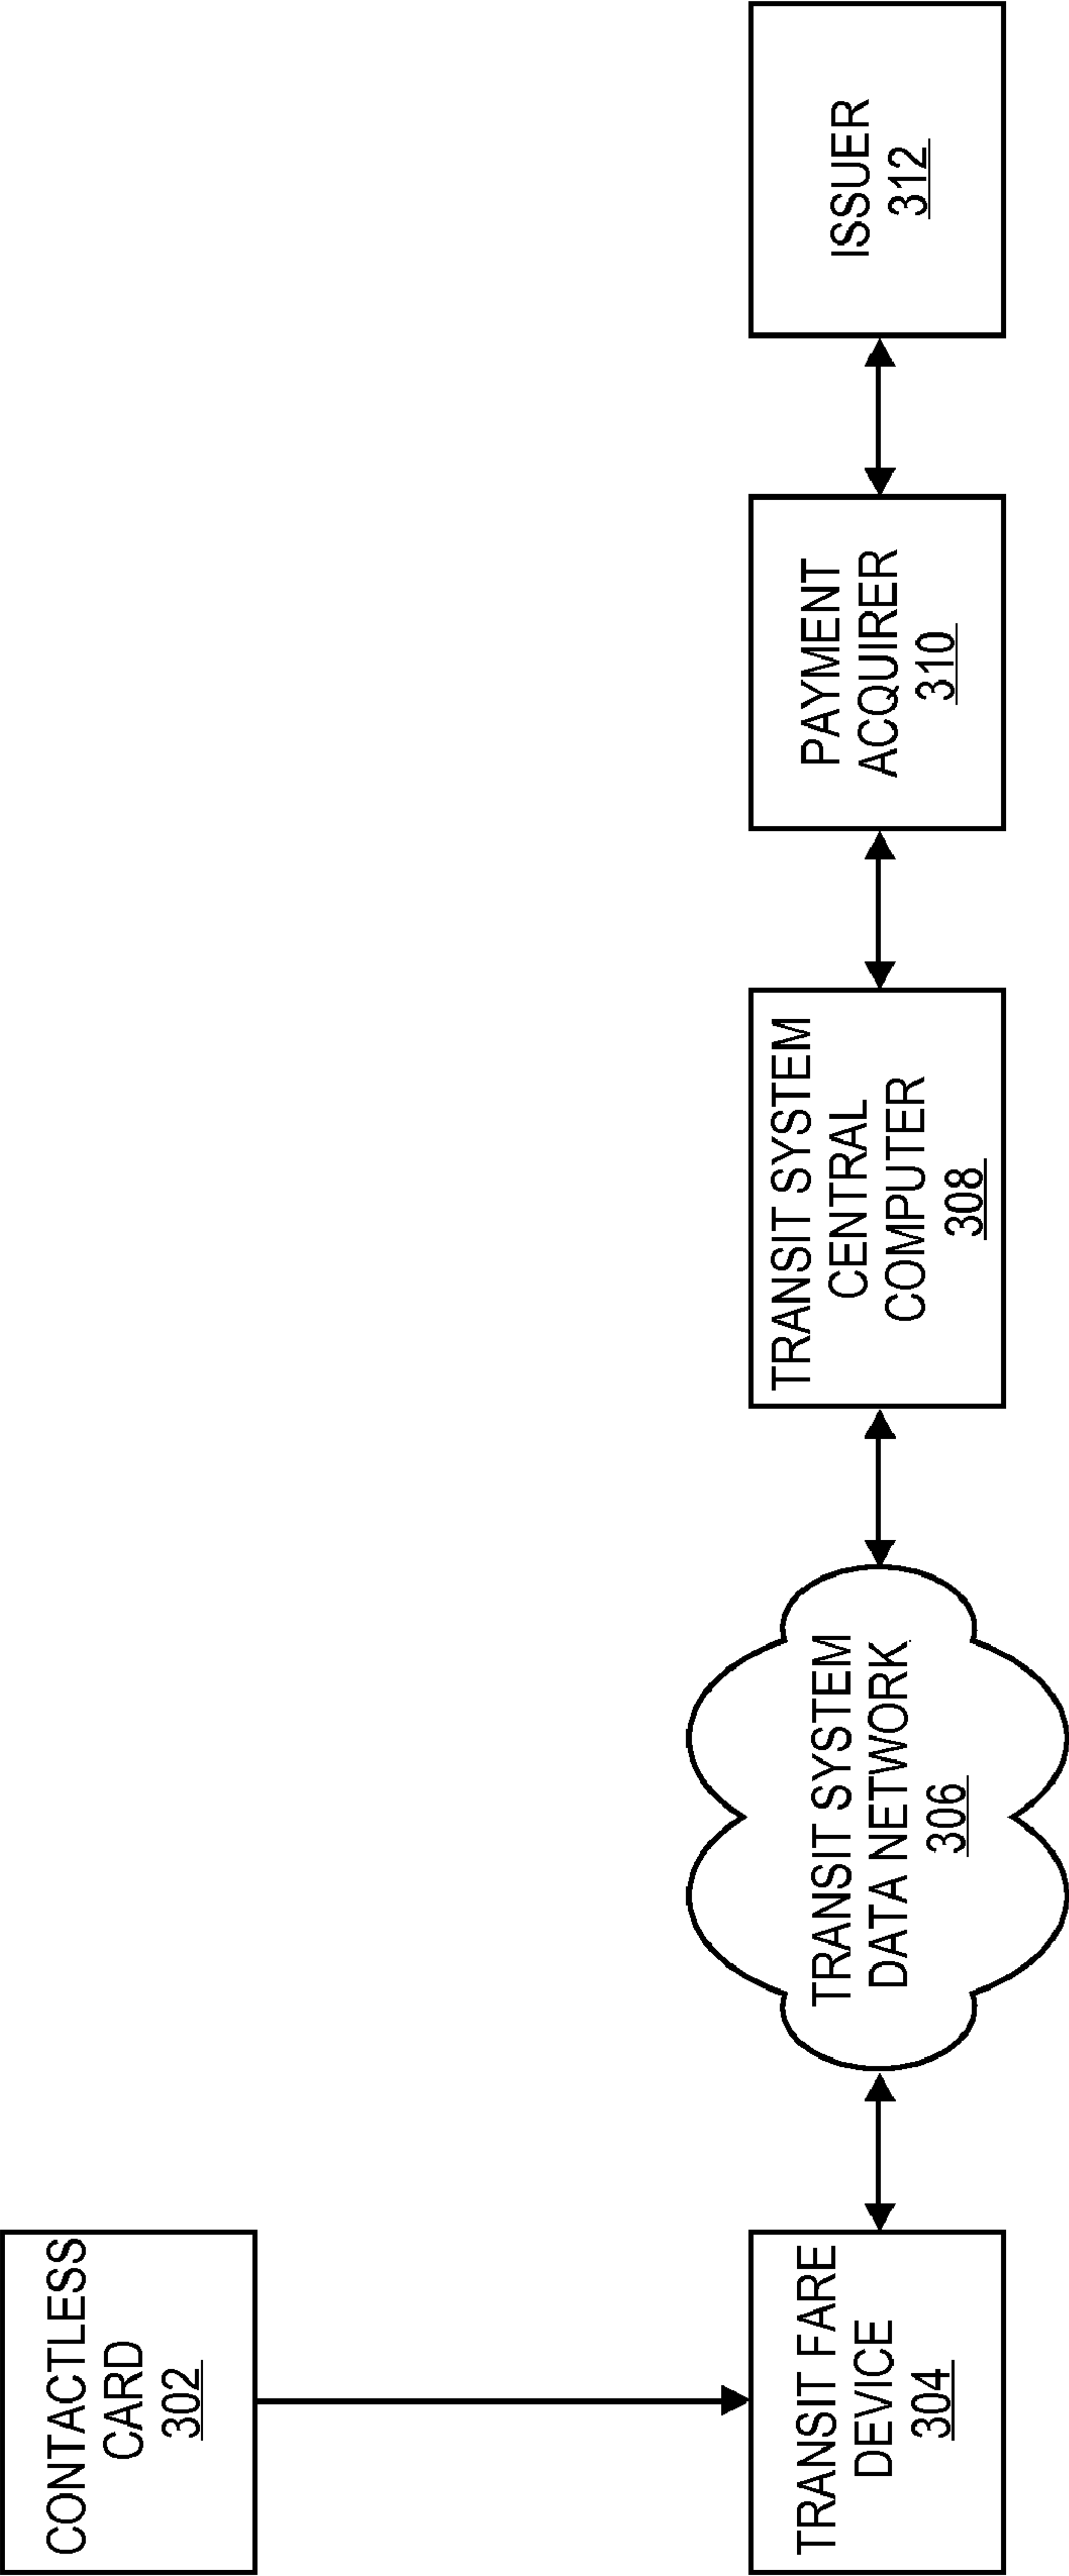 CONTACTLESS
CARD
302
TRANSIT FARE
DEVICE
304
TRANSIT SYSTEM
DATA NETWORK
306
TRANSIT SYSTEM
CENTRAL
COMPUTER
308
PAYMENT
ACQUIRER
310
ISSUER
312